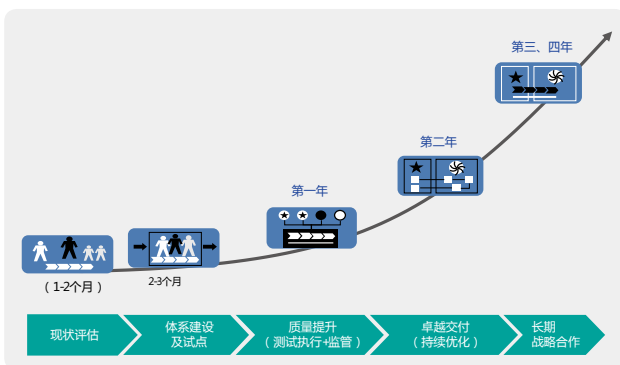 第三、四年
第二年
第一年
（1-2个月）
2-3个月
现状评估
体系建设
及试点
质量提升
（测试执行+监管）
卓越交付
（持续优化）
长期
战略合作